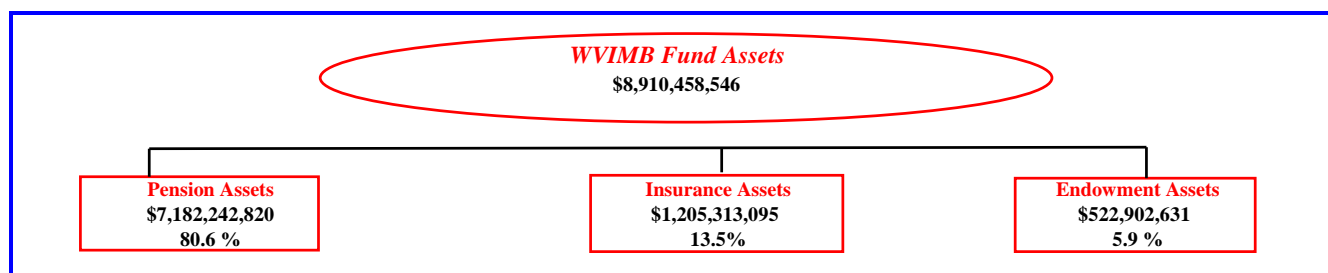 WVIMB Fund Assets
$8,910,458,546
Pension Assets
$7,182,242,820
80.6 %
Insurance Assets
$1,205,313,095
13.5%
Endowment Assets
$522,902,631
5.9 %